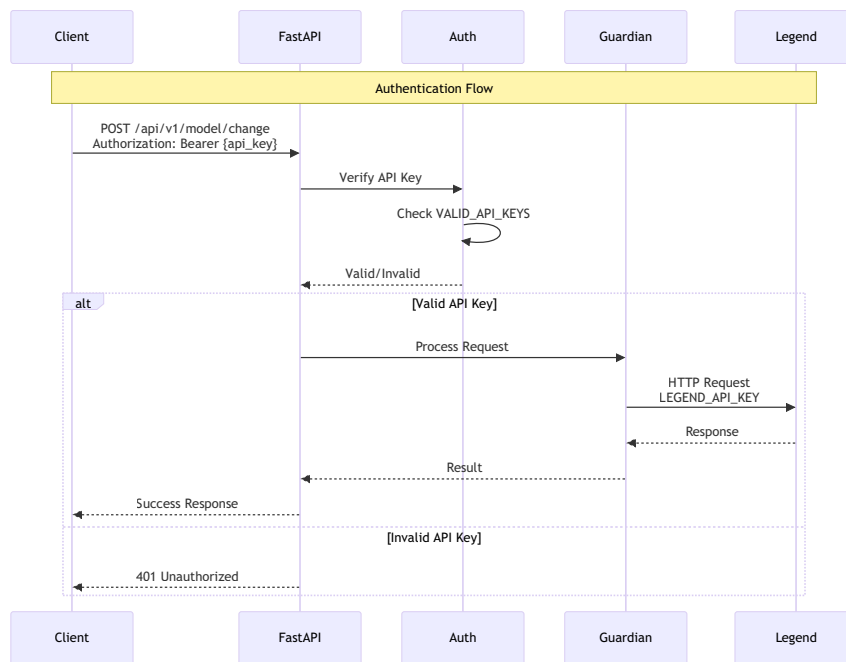 Client FastAPI Auth Guardian Legend
Authentication Flow
POST /api/v1/model/change
Authorization: Bearer {api_key}
Verify API Key
Check VALID_API_KEYS
Valid/Invalid
alt [Valid API Key]
Process Request
HTTP Request
LEGEND_API_KEY
Response
Result
Success Response
[Invalid API Key]
401 Unauthorized
Client FastAPI Auth Guardian Legend